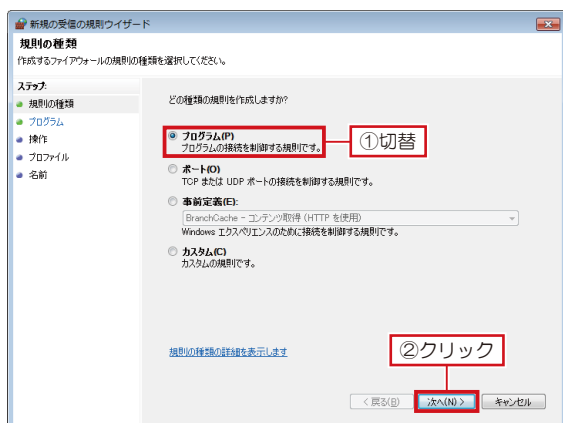 新規の受信の規則ウィザード
規則の種類
作成するファイアウォールの規則の種類を選択してください。
ステップ:
規則の種類
プログラム
操作
プロファイル
名前
どの種類の規則を作成しますか?
プログラム(P)
プログラムの接続を制御する規則です。
①切替
ポート(O)
TCP または UDP ポートの接続を制御する規則です。
事前定義(E):
BranchCache - コンテンツ取得 (HTTP を使用)
Windows エクスペリエンスのために接続を制御する規則です。
カスタム(C)
カスタムの規則です。
規則の種類の詳細を表示します
②クリック
< 戻る(B)
次へ(N) >
キャンセル